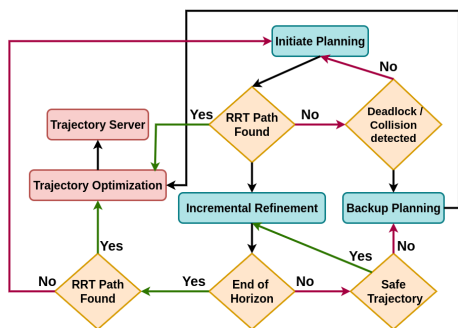 Initiate Planning
No
Yes
RRT Path
Found
No
Deadlock /
Collision
detected
Trajectory Server
Trajectory Optimization
Incremental Refinement
Backup Planning
Yes
No
Yes
No
RRT Path
Found
Yes
End of
Horizon
No
Safe
Trajectory